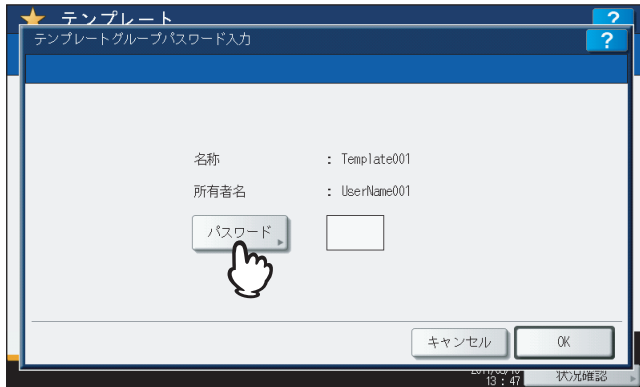 テンプレート ?
テンプレートグループパスワード入力 ?
名称 : Template001
所有者名 : UserName001
パスワード
キャンセル OK
13:47 状況確認